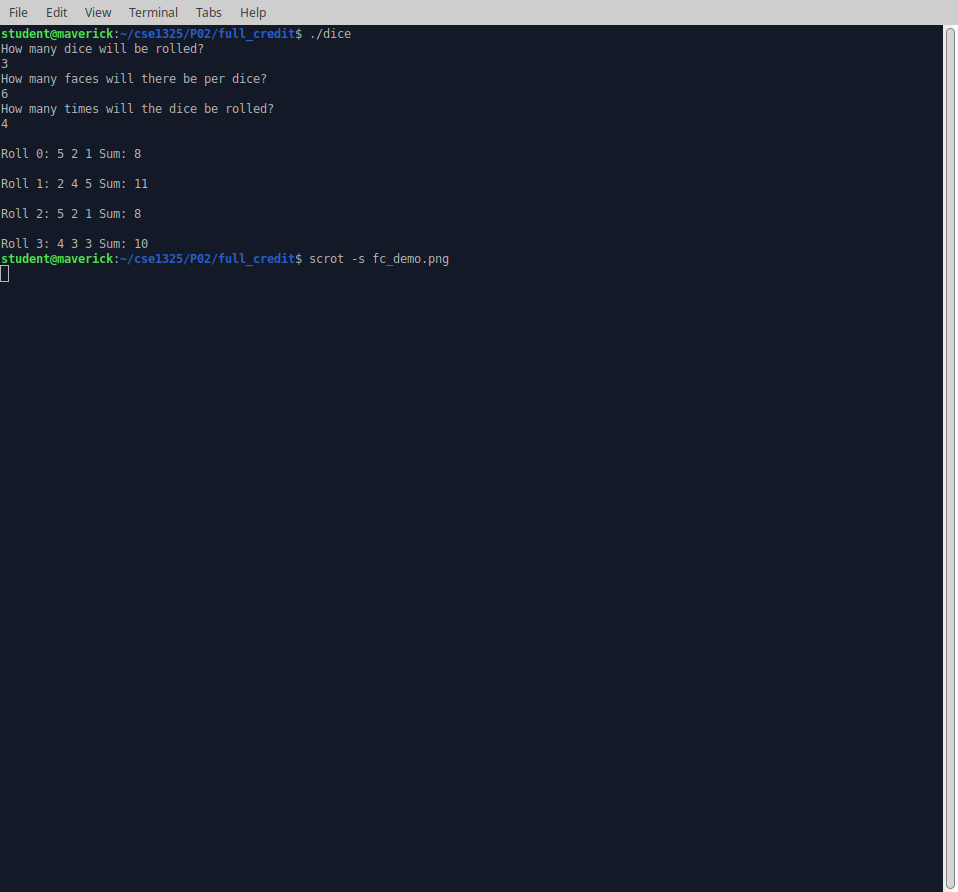 File Edit View Terminal Tabs Help
student@maverick:~/cse1325/P02/full_credit$ ./dice
How many dice will be rolled?
3
How many faces will there be per dice?
6
How many times will the dice be rolled?
4
Roll 0: 5 2 1 Sum: 8
Roll 1: 2 4 5 Sum: 11
Roll 2: 5 2 1 Sum: 8
Roll 3: 4 3 3 Sum: 10
student@maverick:~/cse1325/P02/full_credit$ scrot -s fc_demo.png